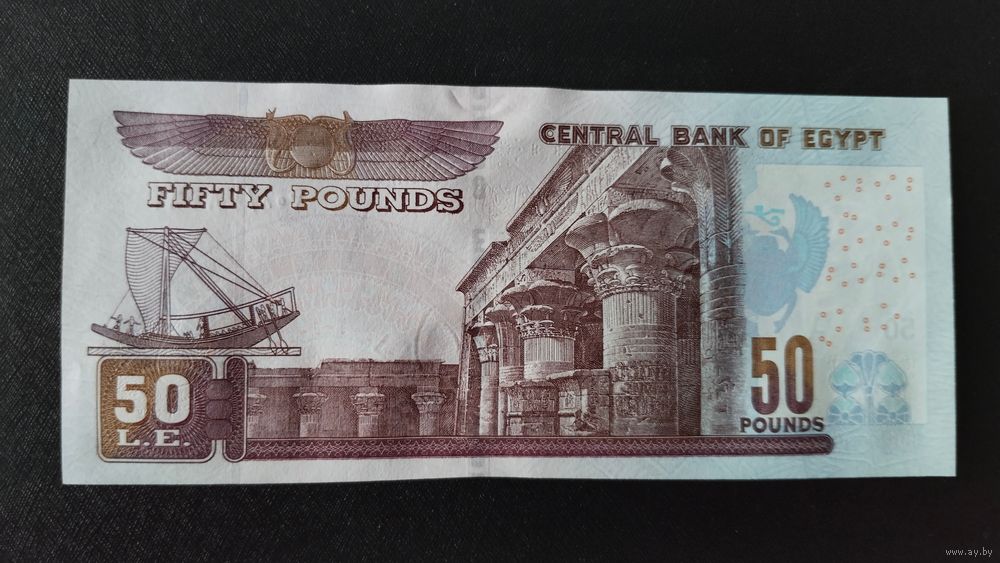 CENTRAL BANK OF EGYPT
FIFTY POUNDS
50
L.E.
50
POUNDS
www.ay.by